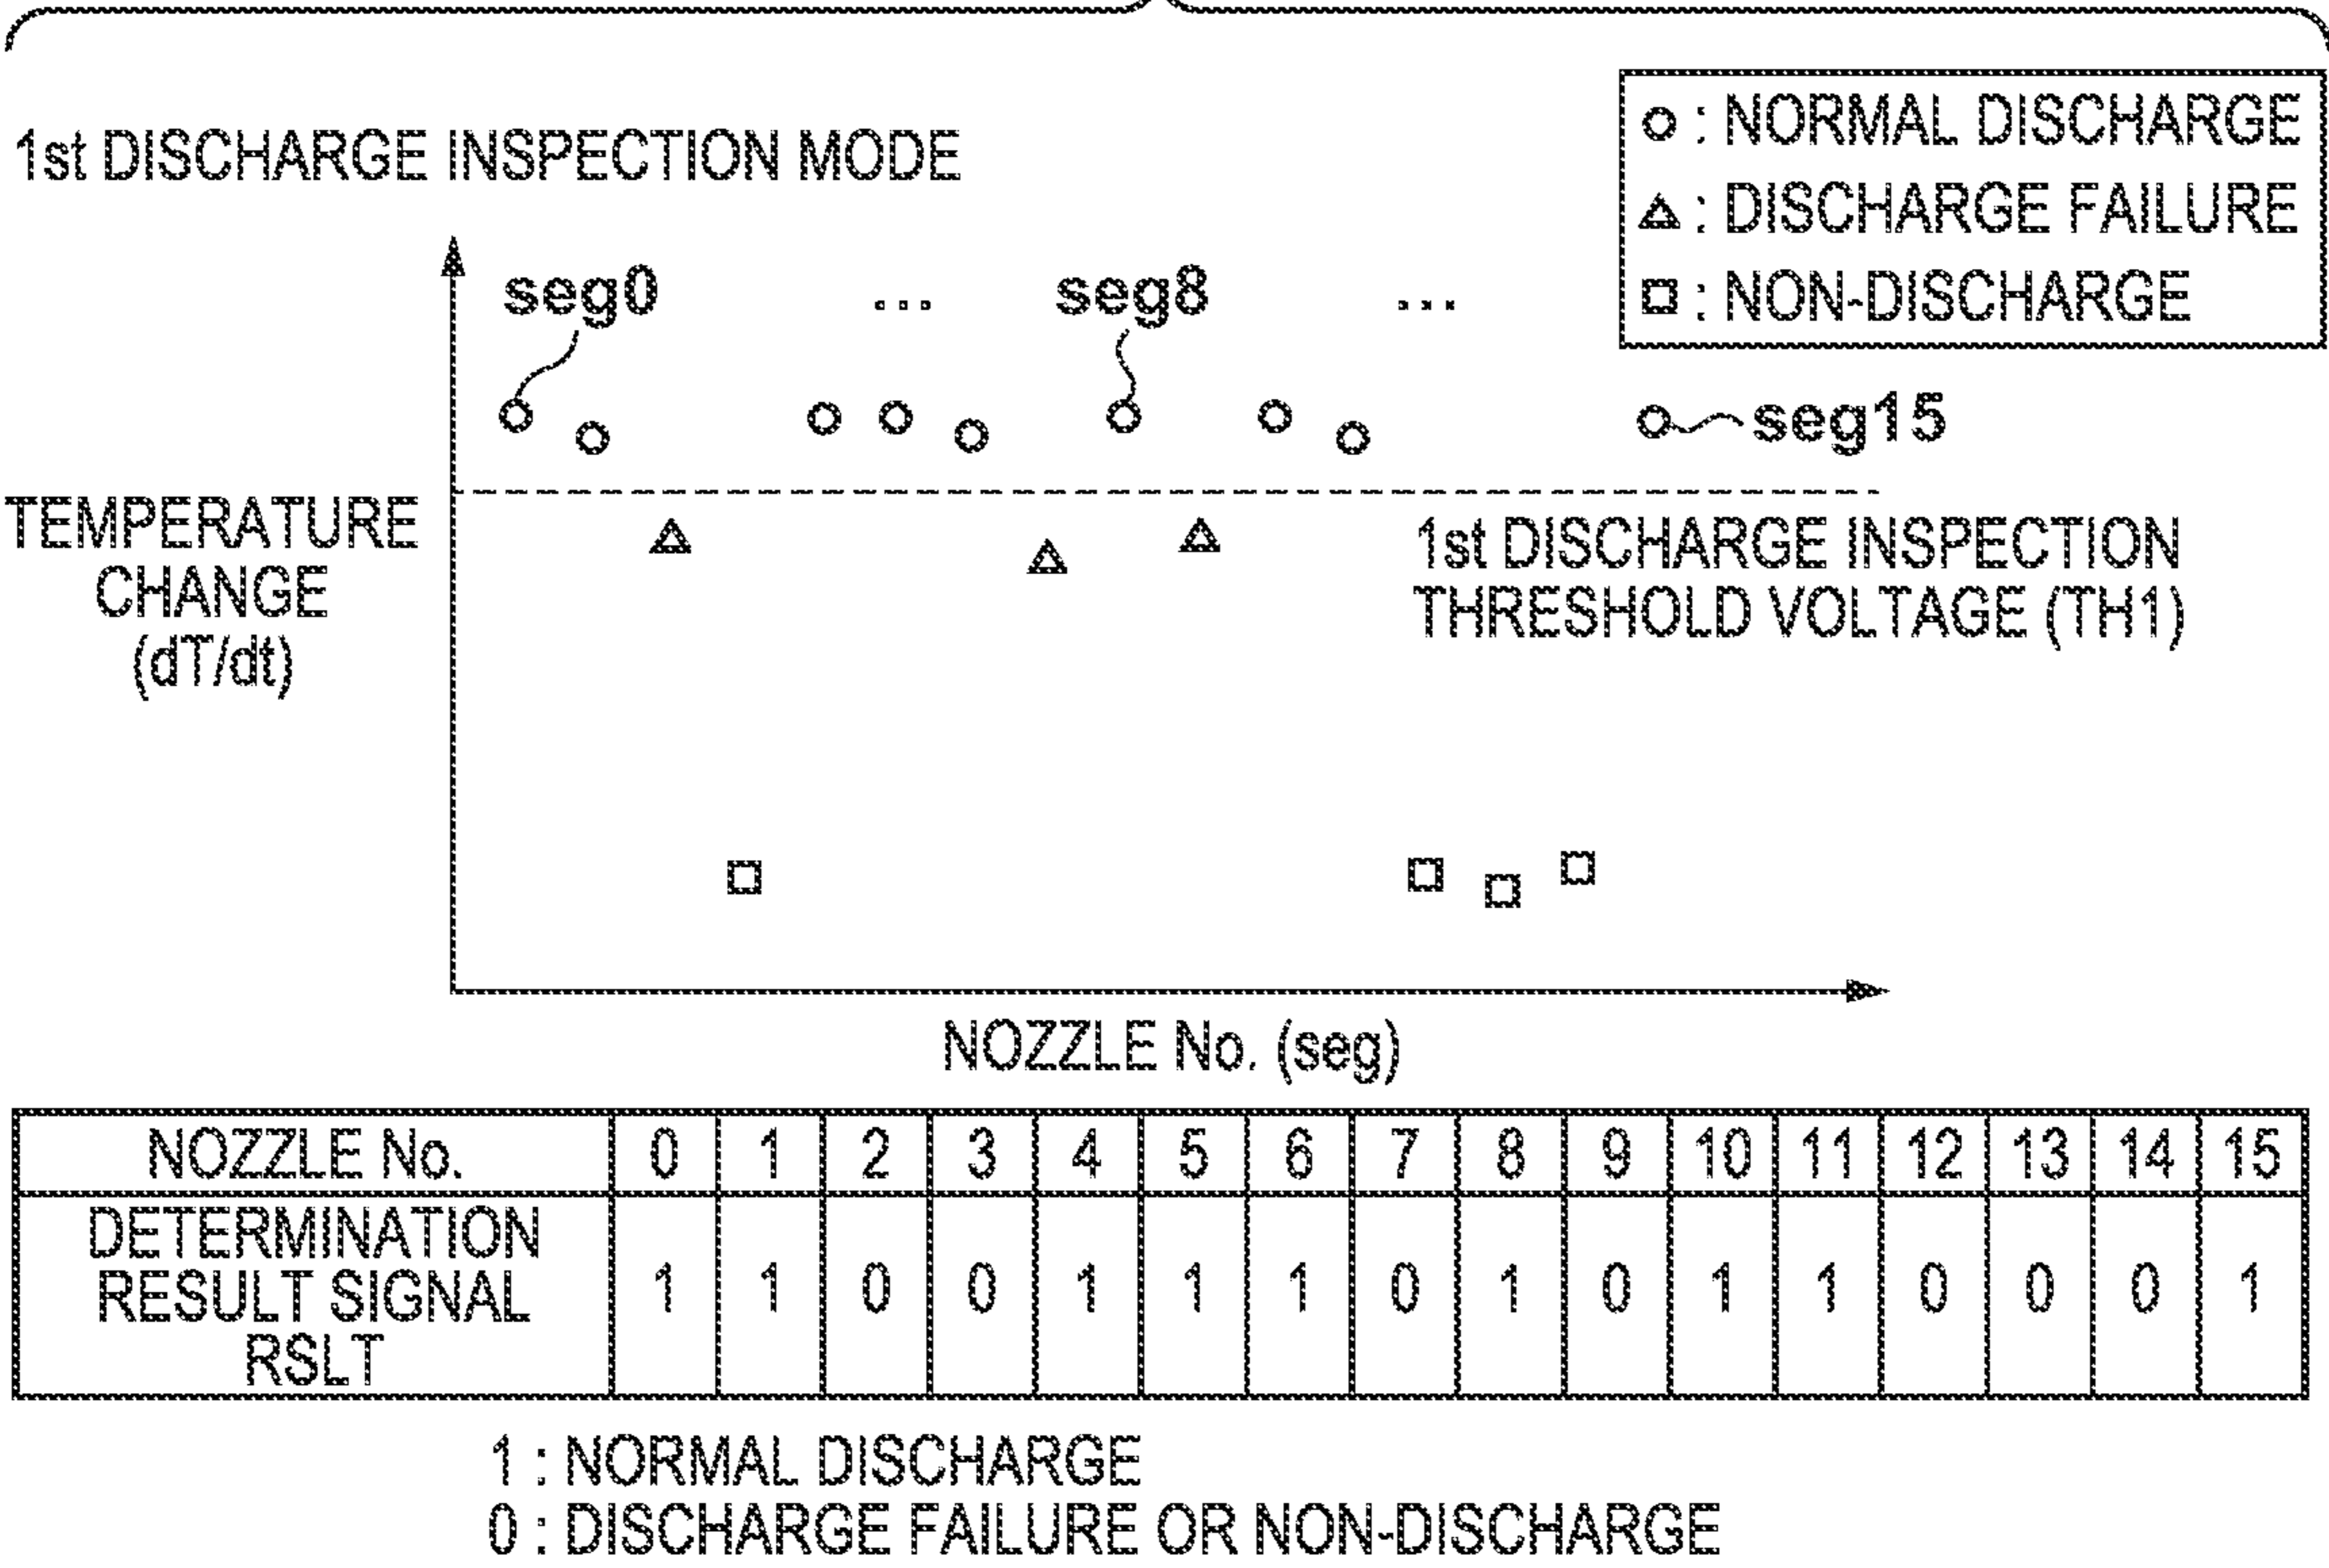 1st DISCHARGE INSPECTION MODE
: NORMAL DISCHARGE
: DISCHARGE FAILURE
: NON-DISCHARGE
seg0 ... seg8 ...
seg15
TEMPERATURE
CHANGE
(dT/dt)
1st DISCHARGE INSPECTION
THRESHOLD VOLTAGE (TH1)
NOZZLE No. (seg)
NOZZLE No. 0 1 2 3 4 5 6 7 8 9 10 11 12 13 14 15
DETERMINATION
RESULT SIGNAL 1 1 0 0 1 1 1 0 1 0 1 1 0 0 0 1
RSLT
1 : NORMAL DISCHARGE
0 : DISCHARGE FAILURE OR NON-DISCHARGE